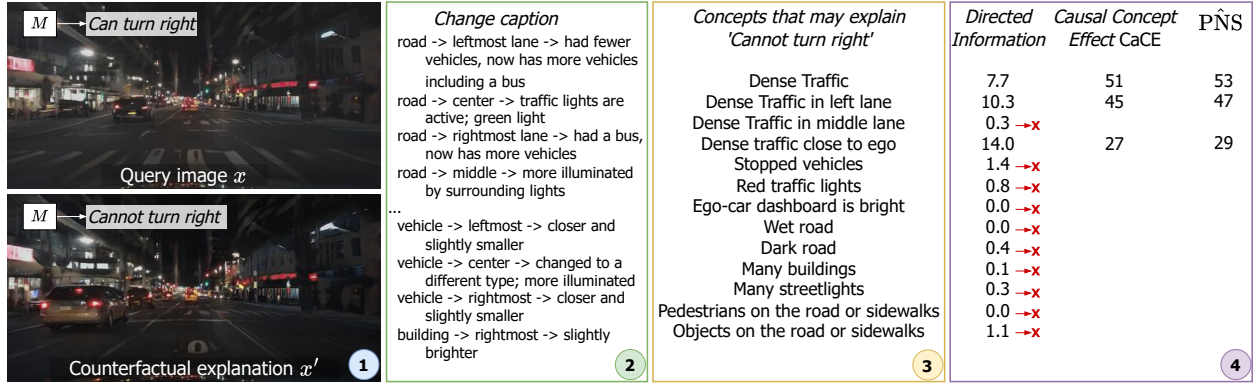 M
Can turn right
Query image x
M
Cannot turn right
Counterfactual explanation x′
1
Change caption
road -> leftmost lane -> had fewer
vehicles, now has more vehicles
including a bus
road -> center -> traffic lights are
active; green light
road -> rightmost lane -> had a bus,
now has more vehicles
road -> middle -> more illuminated
by surrounding lights
...
vehicle -> leftmost -> closer and
slightly smaller
vehicle -> center -> changed to a
different type; more illuminated
vehicle -> rightmost -> closer and
slightly smaller
building -> rightmost -> slightly
brighter
2
Concepts that may explain
'Cannot turn right'
Dense Traffic
Dense Traffic in left lane
Dense Traffic in middle lane
Dense traffic close to ego
Stopped vehicles
Red traffic lights
Ego-car dashboard is bright
Wet road
Dark road
Many buildings
Many streetlights
Pedestrians on the road or sidewalks
Objects on the road or sidewalks
3
Directed
Information
Causal Concept
Effect CaCE
PN̂S
7.7 51 53
10.3 45 47
0.3 →x
14.0 27 29
1.4 →x
0.8 →x
0.0 →x
0.0 →x
0.4 →x
0.1 →x
0.3 →x
0.0 →x
1.1 →x
4